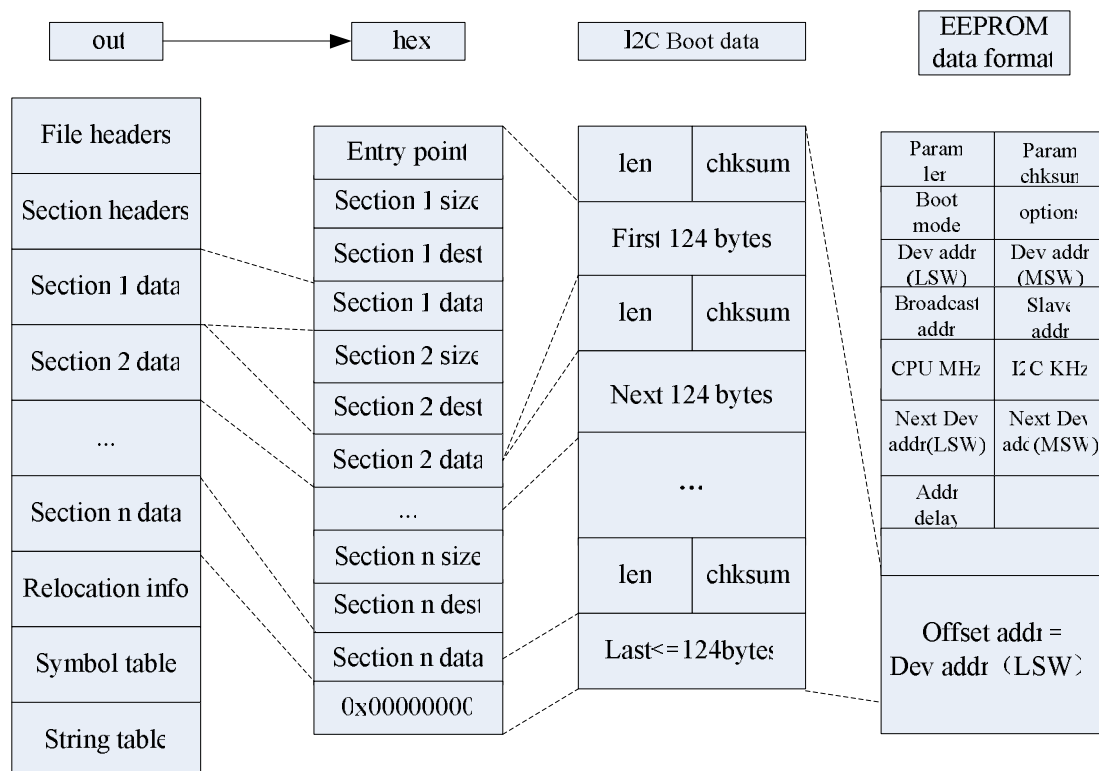 out
hex
I2C Boot data
EEPROM
data format
File headers
Section headers
Section 1 data
Section 2 data
...
Section n data
Relocation info
Symbol table
String table
Entry point
Section 1 size
Section 1 dest
Section 1 data
Section 2 size
Section 2 dest
Section 2 data
...
Section n size
Section n dest
Section n data
0x00000000
len
chksum
First 124 bytes
len
chksum
Next 124 bytes
...
len
chksum
Last<=124bytes
Param
len
Param
chksum
Boot
mode
options
Dev addr
(LSW)
Dev addr
(MSW)
Broadcast
addr
Slave
addr
CPU MHz
I2C KHz
Next Dev
addr(LSW)
Next Dev
add(MSW)
Addr
delay
Offset addr =
Dev addr (LSW)